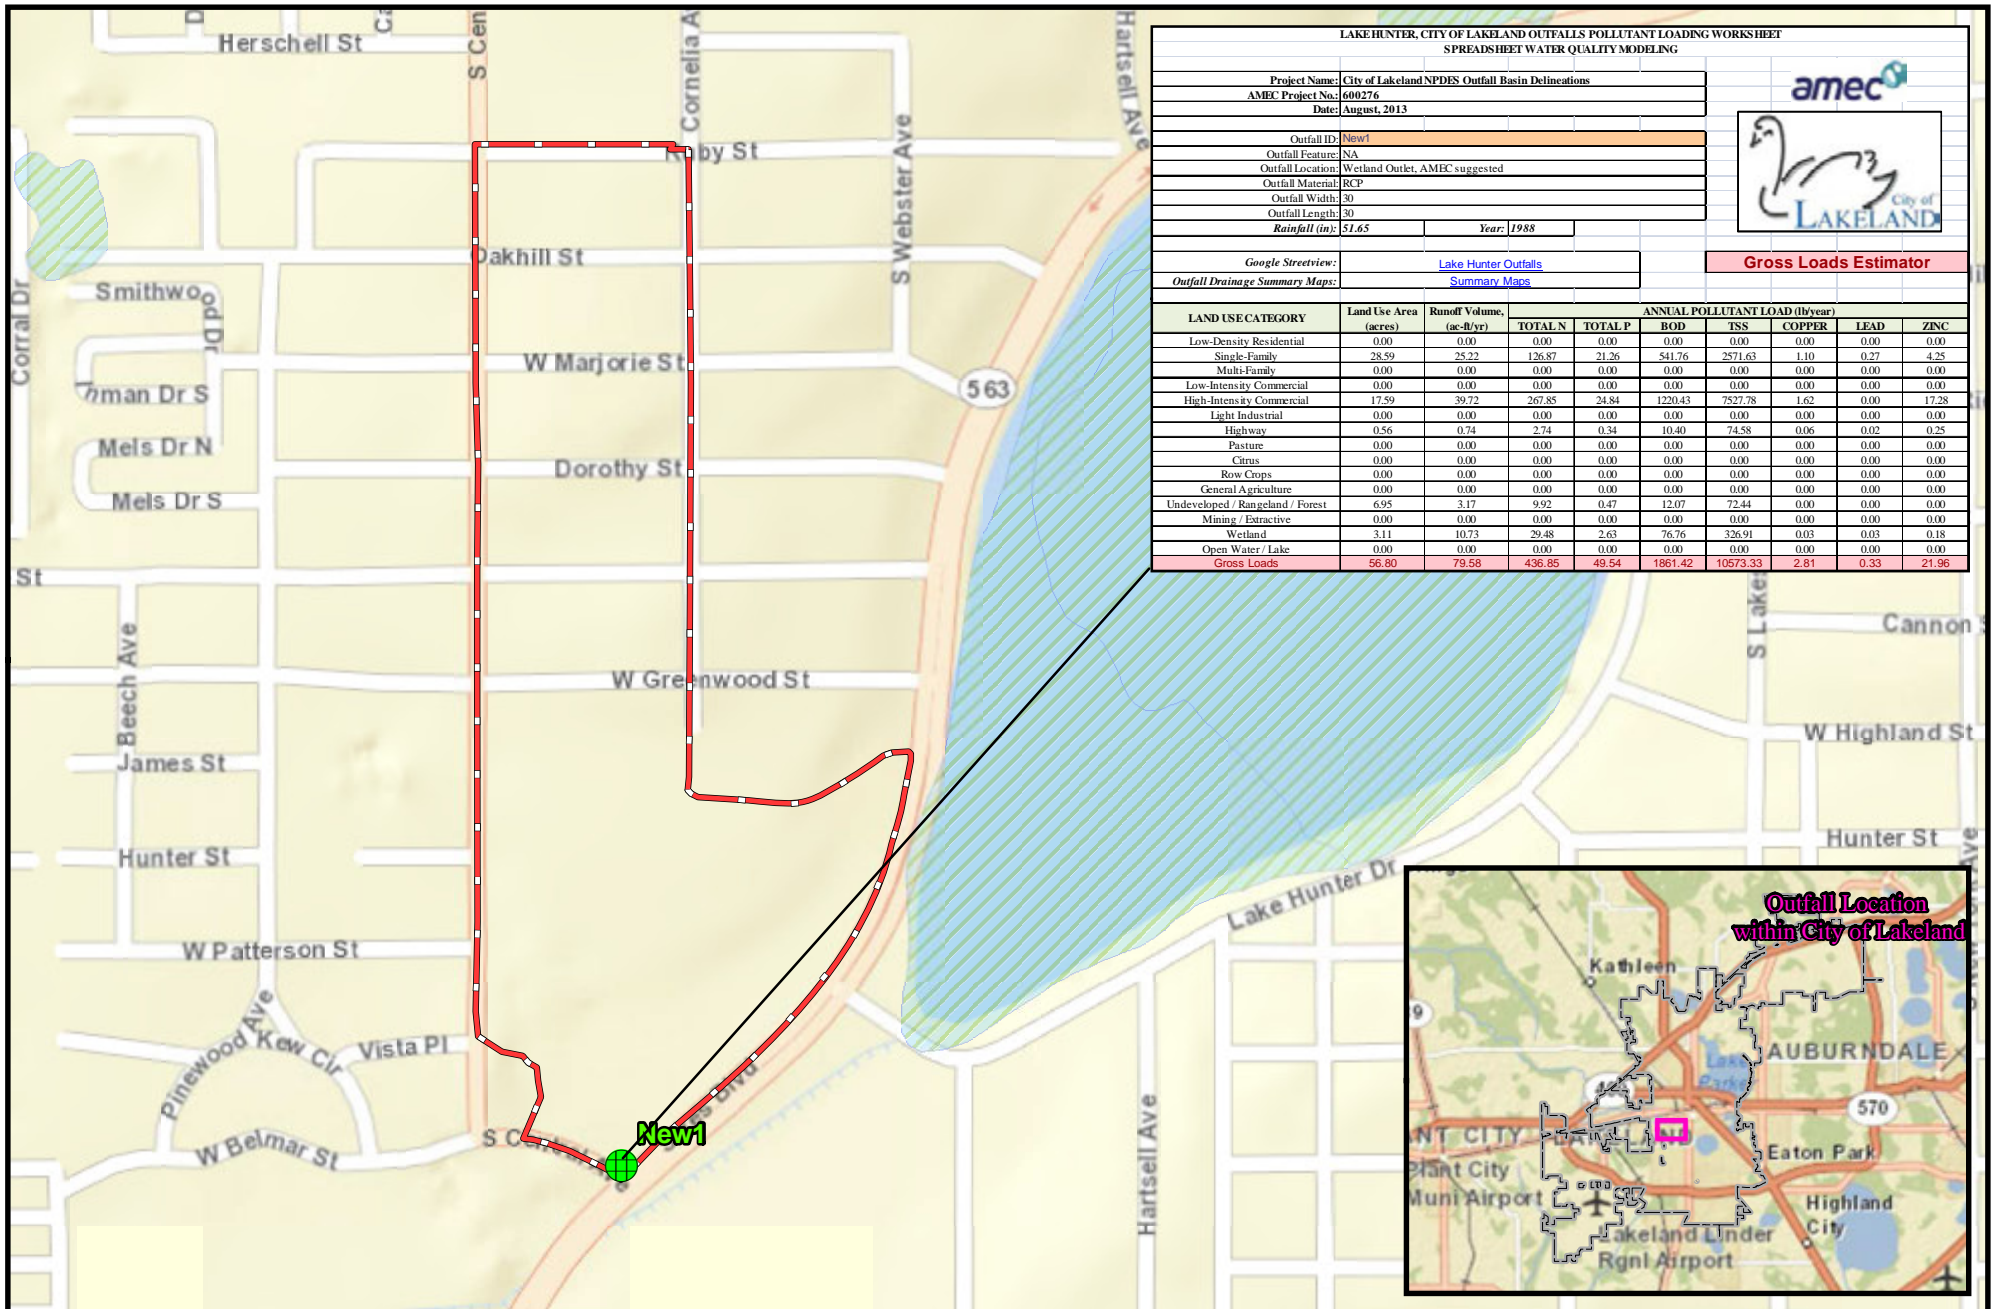 Herschell St
S Cen
Cornelia A
Hartsell Ave
Ruby St
S Webster Ave
Oakhill St
Smithwood Dr
Corral Dr
W Marjorie St
Inman Dr S
563
Mels Dr N
Dorothy St
Mels Dr S
St
S Beech Ave
W Greenwood St
James St
Hunter St
W Patterson St
Pinewood Ave
Kew Cir
Vista Pl
W Belmar St
New1
S Lake
Cannon S
W Highland St
Hunter St
Lake Hunter Dr
Hartsell Ave
LAKE HUNTER, CITY OF LAKELAND OUTFALLS POLLUTANT LOADING WORKSHEET
SPREADSHEET WATER QUALITY MODELING
Project Name: City of Lakeland NPDES Outfall Basin Delineations
AMEC Project No.: 600276
Date: August, 2013
amec
City of
LAKELAND
Outfall ID: New1
Outfall Feature: NA
Outfall Location: Wetland Outlet, AMEC suggested
Outfall Material: RCP
Outfall Width: 30
Outfall Length: 30
Rainfall (in): 51.65 Year: 1988
Google Streetview: Lake Hunter Outfalls
Gross Loads Estimator
Outfall Drainage Summary Maps: Summary Maps
LAND USE CATEGORY Land Use Area (acres) Runoff Volume, (ac-ft/yr) ANNUAL POLLUTANT LOAD (lb/year)
TOTAL N TOTAL P BOD TSS COPPER LEAD ZINC
Low-Density Residential 0.00 0.00 0.00 0.00 0.00 0.00 0.00 0.00 0.00
Single-Family 28.59 25.22 126.87 21.26 541.76 2571.63 1.10 0.27 4.25
Multi-Family 0.00 0.00 0.00 0.00 0.00 0.00 0.00 0.00 0.00
Low-Intensity Commercial 0.00 0.00 0.00 0.00 0.00 0.00 0.00 0.00 0.00
High-Intensity Commercial 17.59 39.72 267.85 24.84 1220.43 7527.78 1.62 0.00 17.28
Light Industrial 0.00 0.00 0.00 0.00 0.00 0.00 0.00 0.00 0.00
Highway 0.56 0.74 2.74 0.34 10.40 74.58 0.06 0.02 0.25
Pasture 0.00 0.00 0.00 0.00 0.00 0.00 0.00 0.00 0.00
Citrus 0.00 0.00 0.00 0.00 0.00 0.00 0.00 0.00 0.00
Row Crops 0.00 0.00 0.00 0.00 0.00 0.00 0.00 0.00 0.00
General Agriculture 0.00 0.00 0.00 0.00 0.00 0.00 0.00 0.00 0.00
Undeveloped / Rangeland / Forest 6.95 3.17 9.92 0.47 12.07 72.44 0.00 0.00 0.00
Mining / Extractive 0.00 0.00 0.00 0.00 0.00 0.00 0.00 0.00 0.00
Wetland 3.11 10.73 29.48 2.63 76.76 326.91 0.03 0.03 0.18
Open Water / Lake 0.00 0.00 0.00 0.00 0.00 0.00 0.00 0.00 0.00
Gross Loads 56.80 79.58 436.85 49.54 1861.42 10573.33 2.81 0.33 21.96
Outfall Location
within City of Lakeland
Kathleen
AUBURNDALE
Lake
Parker
570
NT CITY
LAKELAND
Plant City
Muni Airport
Eaton Park
Highland
City
Lakeland Linder
Rgnl Airport